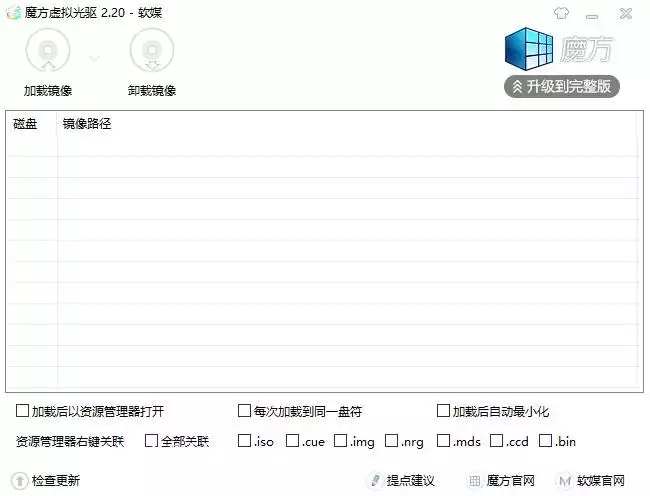 魔方虚拟光驱 2.20 - 软媒
魔方
升级到完整版
加载镜像 卸载镜像
磁盘 镜像路径
加载后以资源管理器打开 每次加载到同一盘符 加载后自动最小化
资源管理器右键关联 全部关联 .iso .cue .img .nrg .mds .ccd .bin
检查更新 提点建议 魔方官网 M 软媒官网